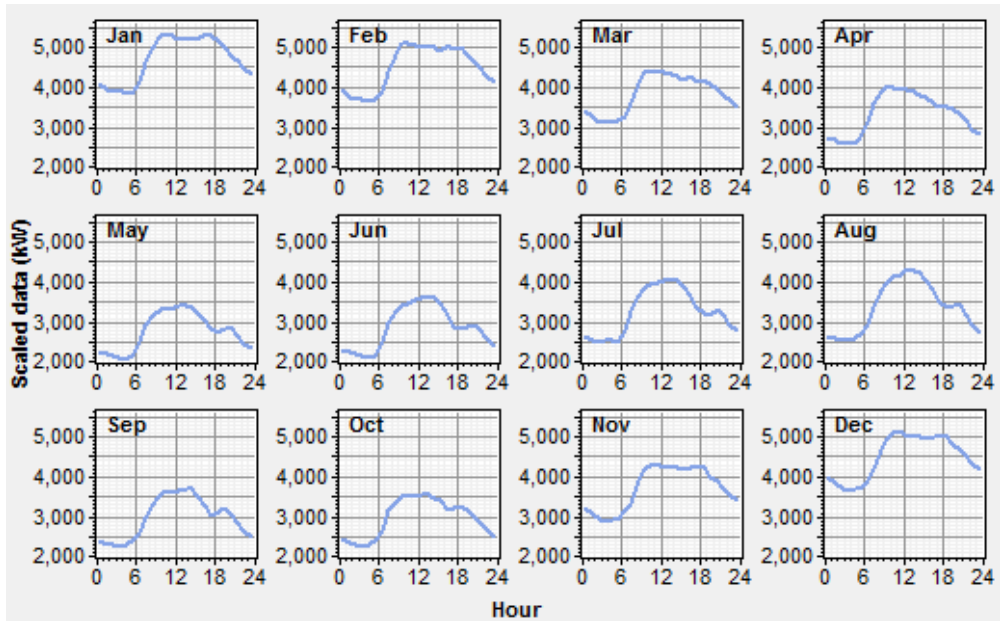 Scaled data (kW)
Jan Feb Mar Apr
5,000 5,000 5,000 5,000
4,000 4,000 4,000 4,000
3,000 3,000 3,000 3,000
2,000 2,000 2,000 2,000
0 6 12 18 24 0 6 12 18 24 0 6 12 18 24 0 6 12 18 24
May Jun Jul Aug
5,000 5,000 5,000 5,000
4,000 4,000 4,000 4,000
3,000 3,000 3,000 3,000
2,000 2,000 2,000 2,000
0 6 12 18 24 0 6 12 18 24 0 6 12 18 24 0 6 12 18 24
Sep Oct Nov Dec
5,000 5,000 5,000 5,000
4,000 4,000 4,000 4,000
3,000 3,000 3,000 3,000
2,000 2,000 2,000 2,000
0 6 12 18 24 0 6 12 18 24 0 6 12 18 24 0 6 12 18 24
Hour